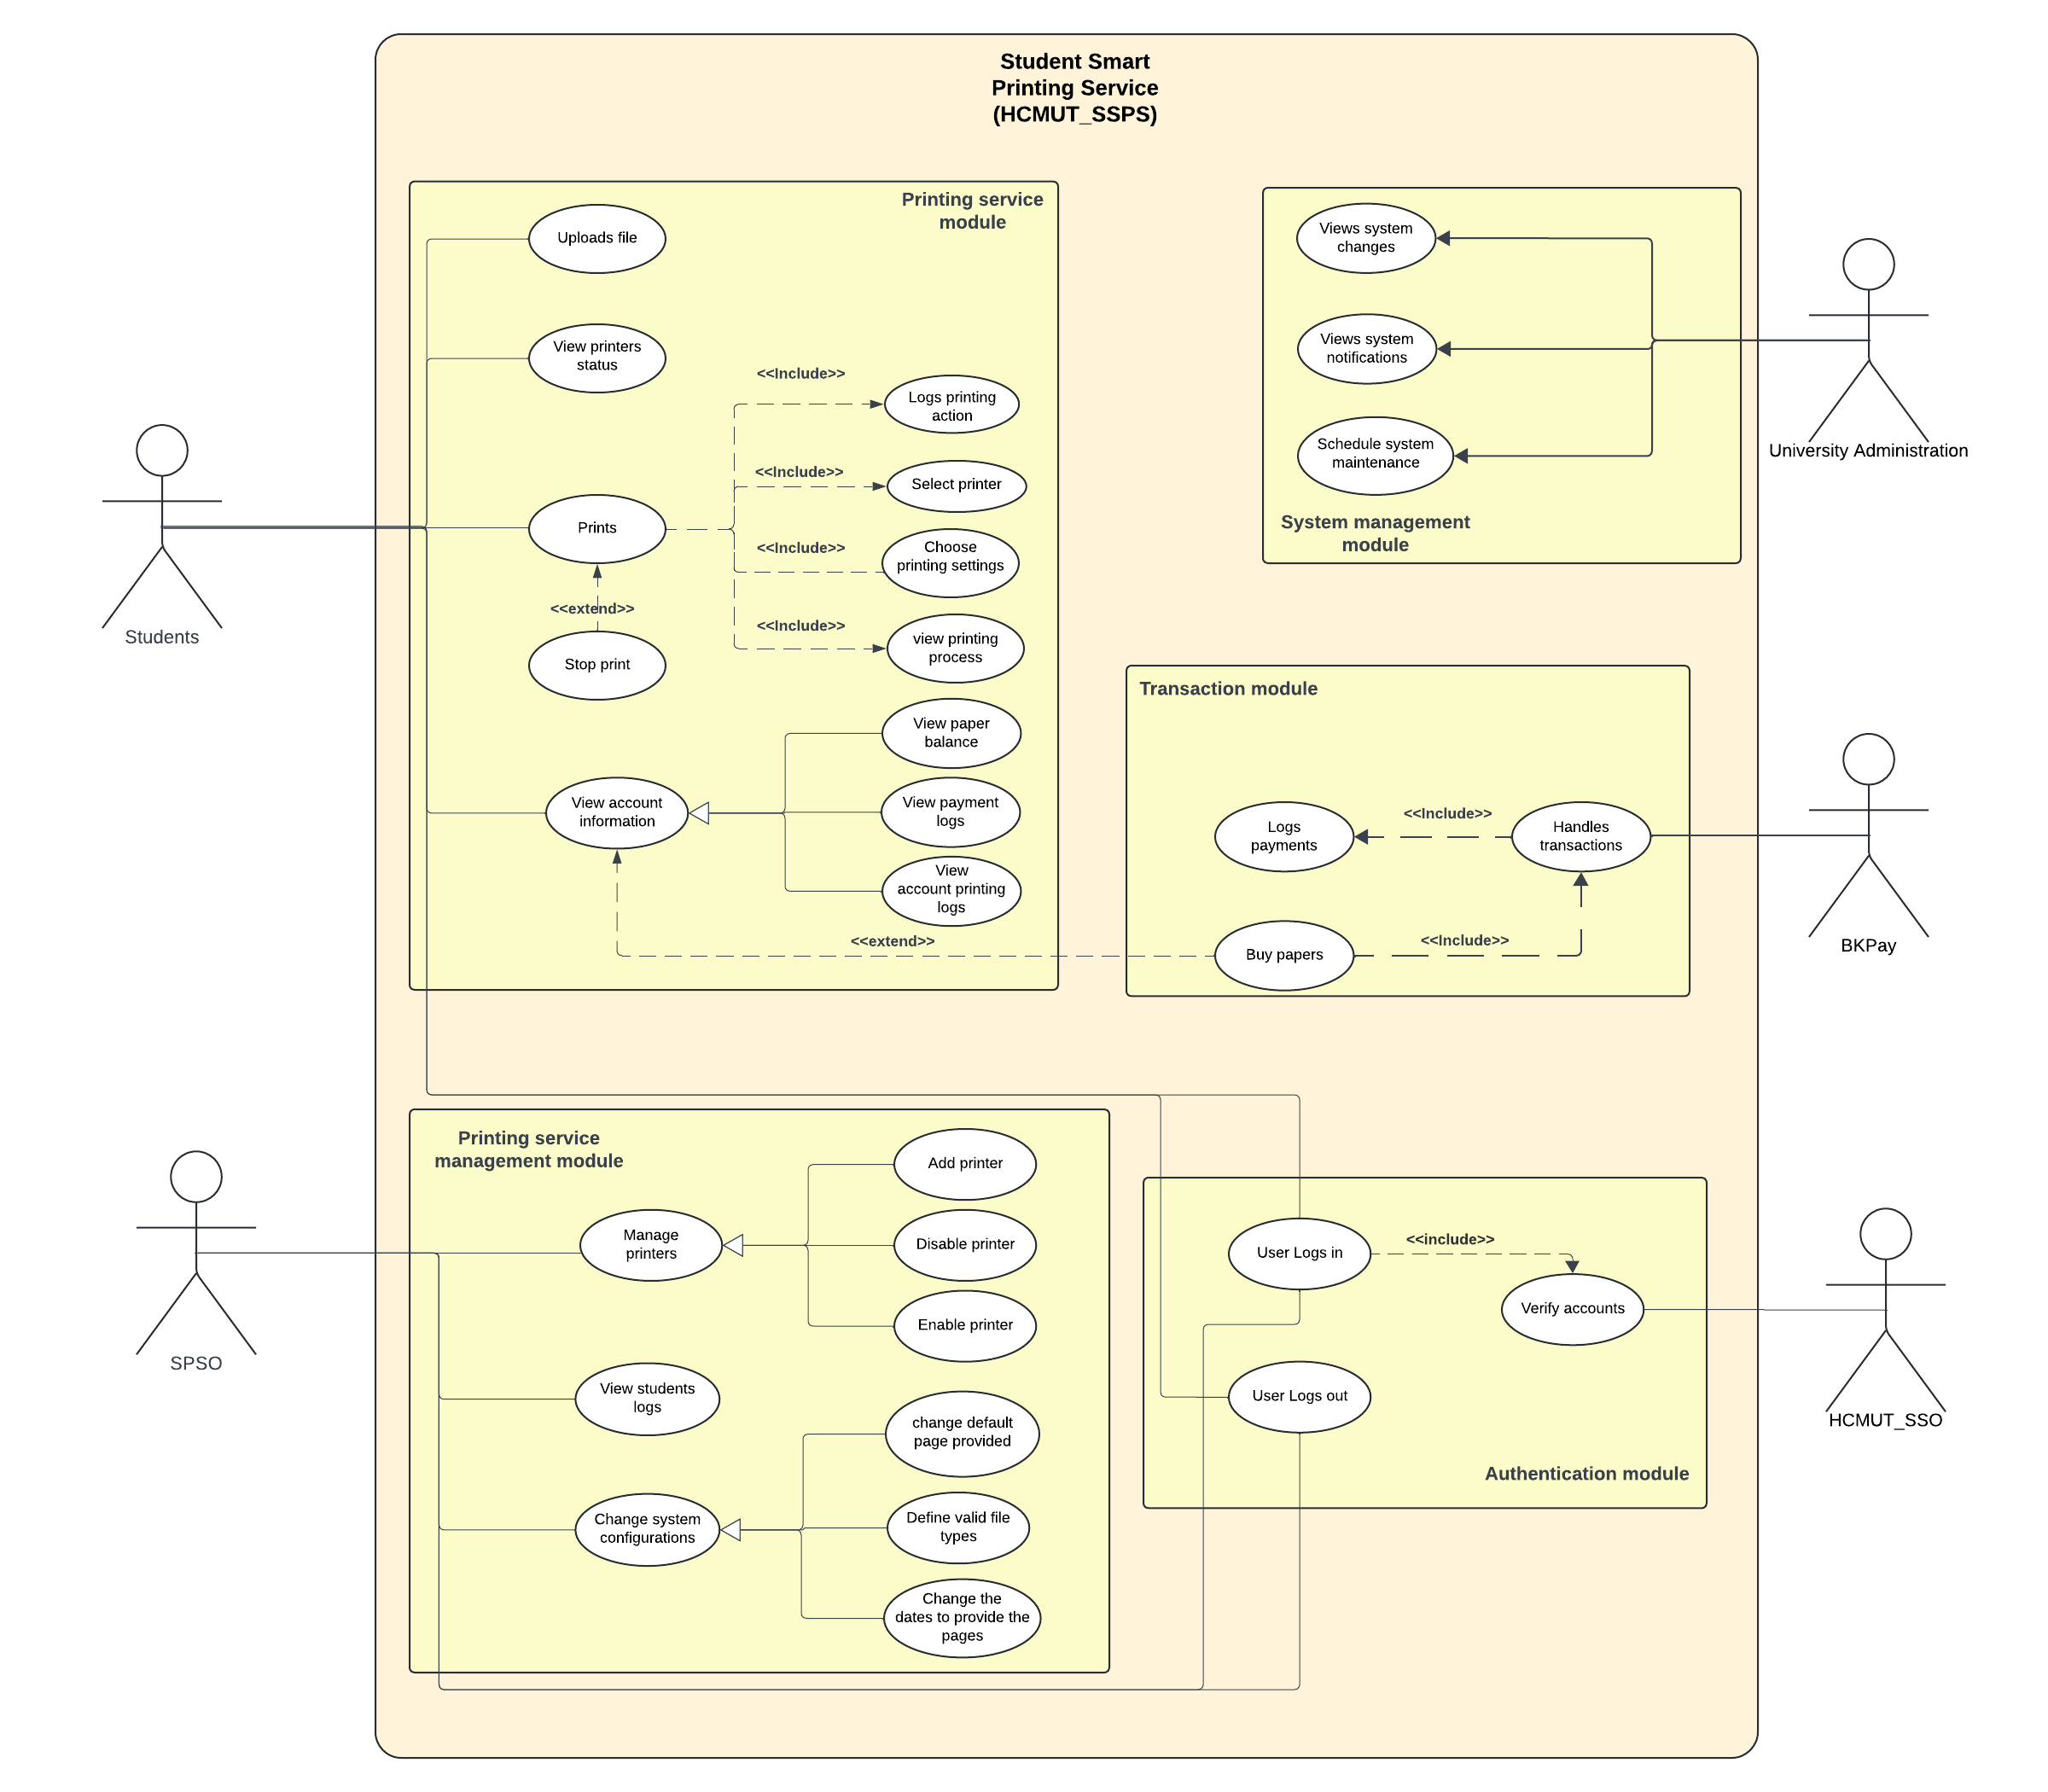 Student Smart
Printing Service
(HCMUT_SSPS)
Printing service
module
Uploads file
View printers
status
Prints
<<extend>>
Stop print
<<Include>>
Logs printing
action
<<Include>>
Select printer
<<Include>>
Choose
printing settings
<<Include>>
view printing
process
View account
information
View paper
balance
View payment
logs
View
account printing
logs
<<extend>>
Students
Views system
changes
Views system
notifications
Schedule system
maintenance
System management
module
University Administration
Transaction module
Logs
payments
<<Include>>
Handles
transactions
Buy papers
<<Include>>
BKPay
Printing service
management module
Manage
printers
Add printer
Disable printer
Enable printer
View students
logs
Change system
configurations
change default
page provided
Define valid file
types
Change the
dates to provide the
pages
SPSO
User Logs in
<<include>>
Verify accounts
User Logs out
Authentication module
HCMUT_SSO